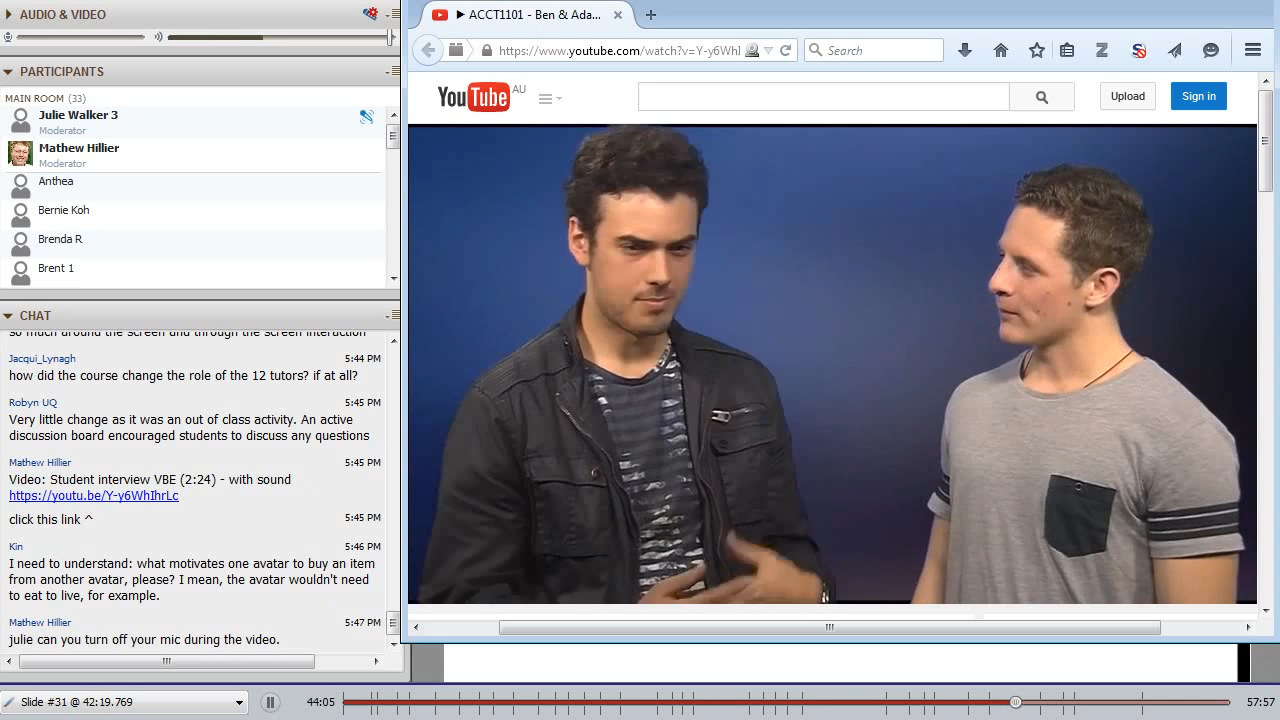 AUDIO & VIDEO
PARTICIPANTS
MAIN ROOM (33)
Julie Walker 3
Moderator
Mathew Hillier
Moderator
Anthea
Bernie Koh
Brenda R
Brent 1
CHAT
so much around the screen and through the screen interaction
Jacqui_Lynagh 5:44 PM
how did the course change the role of the 12 tutors? if at all?
Robyn UQ 5:45 PM
Very little change as it was an out of class activity. An active
discussion board encouraged students to discuss any questions
Mathew Hillier 5:45 PM
Video: Student interview VBE (2:24) - with sound
https://youtu.be/Y-y6WhIhrLc
click this link ^ 5:45 PM
Kin 5:46 PM
I need to understand: what motivates one avatar to buy an item
from another avatar, please? I mean, the avatar wouldn't need
to eat to live, for example.
Mathew Hillier 5:47 PM
julie can you turn off your mic during the video.
Slide #31 @ 42:19.769
44:05
57:57
ACCT1101 - Ben & Ada...
https://www.youtube.com/watch?v=Y-y6WhI
Search
YouTube AU
Upload
Sign in